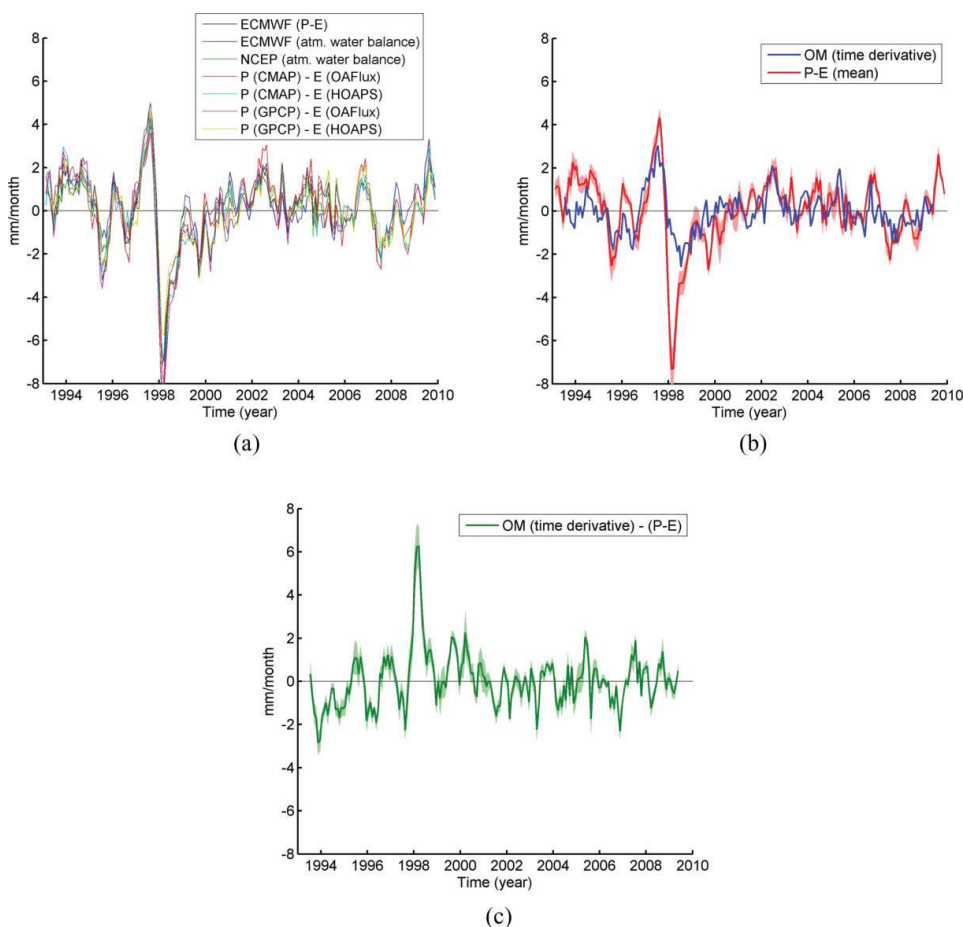 ECMWF (P-E)
ECMWF (atm. water balance)
NCEP (atm. water balance)
P (CMAP) - E (OAFlux)
P (CMAP) - E (HOAPS)
P (GPCP) - E (OAFlux)
P (GPCP) - E (HOAPS)
8
6
4
2
0
-2
-4
-6
-8
mm/month
1994 1996 1998 2000 2002 2004 2006 2008 2010
Time (year)
(a)
OM (time derivative)
P-E (mean)
8
6
4
2
0
-2
-4
-6
-8
mm/month
1994 1996 1998 2000 2002 2004 2006 2008 2010
Time (year)
(b)
OM (time derivative) - (P-E)
8
6
4
2
0
-2
-4
-6
-8
mm/month
1994 1996 1998 2000 2002 2004 2006 2008 2010
Time (year)
(c)